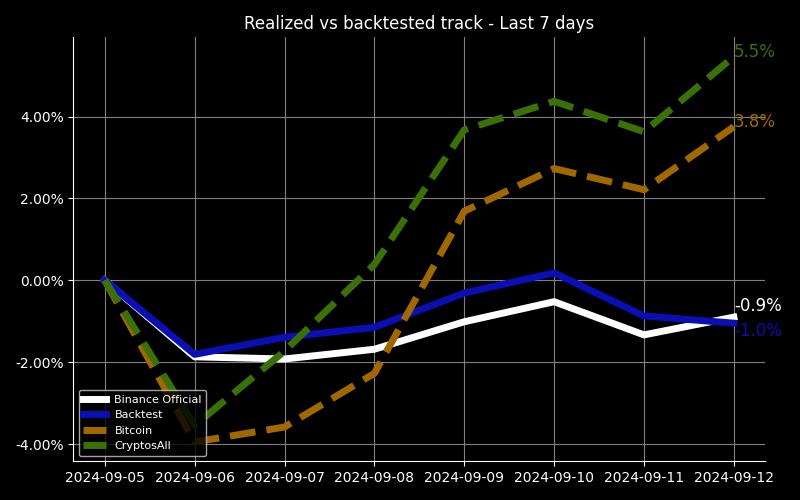 Realized vs backtested track - Last 7 days
5.5%
4.00%
3.8%
2.00%
0.00%
-0.9%
-1.0%
-2.00%
-4.00%
Binance Official
Backtest
Bitcoin
CryptosAll
2024-09-05 2024-09-06 2024-09-07 2024-09-08 2024-09-09 2024-09-10 2024-09-11 2024-09-12